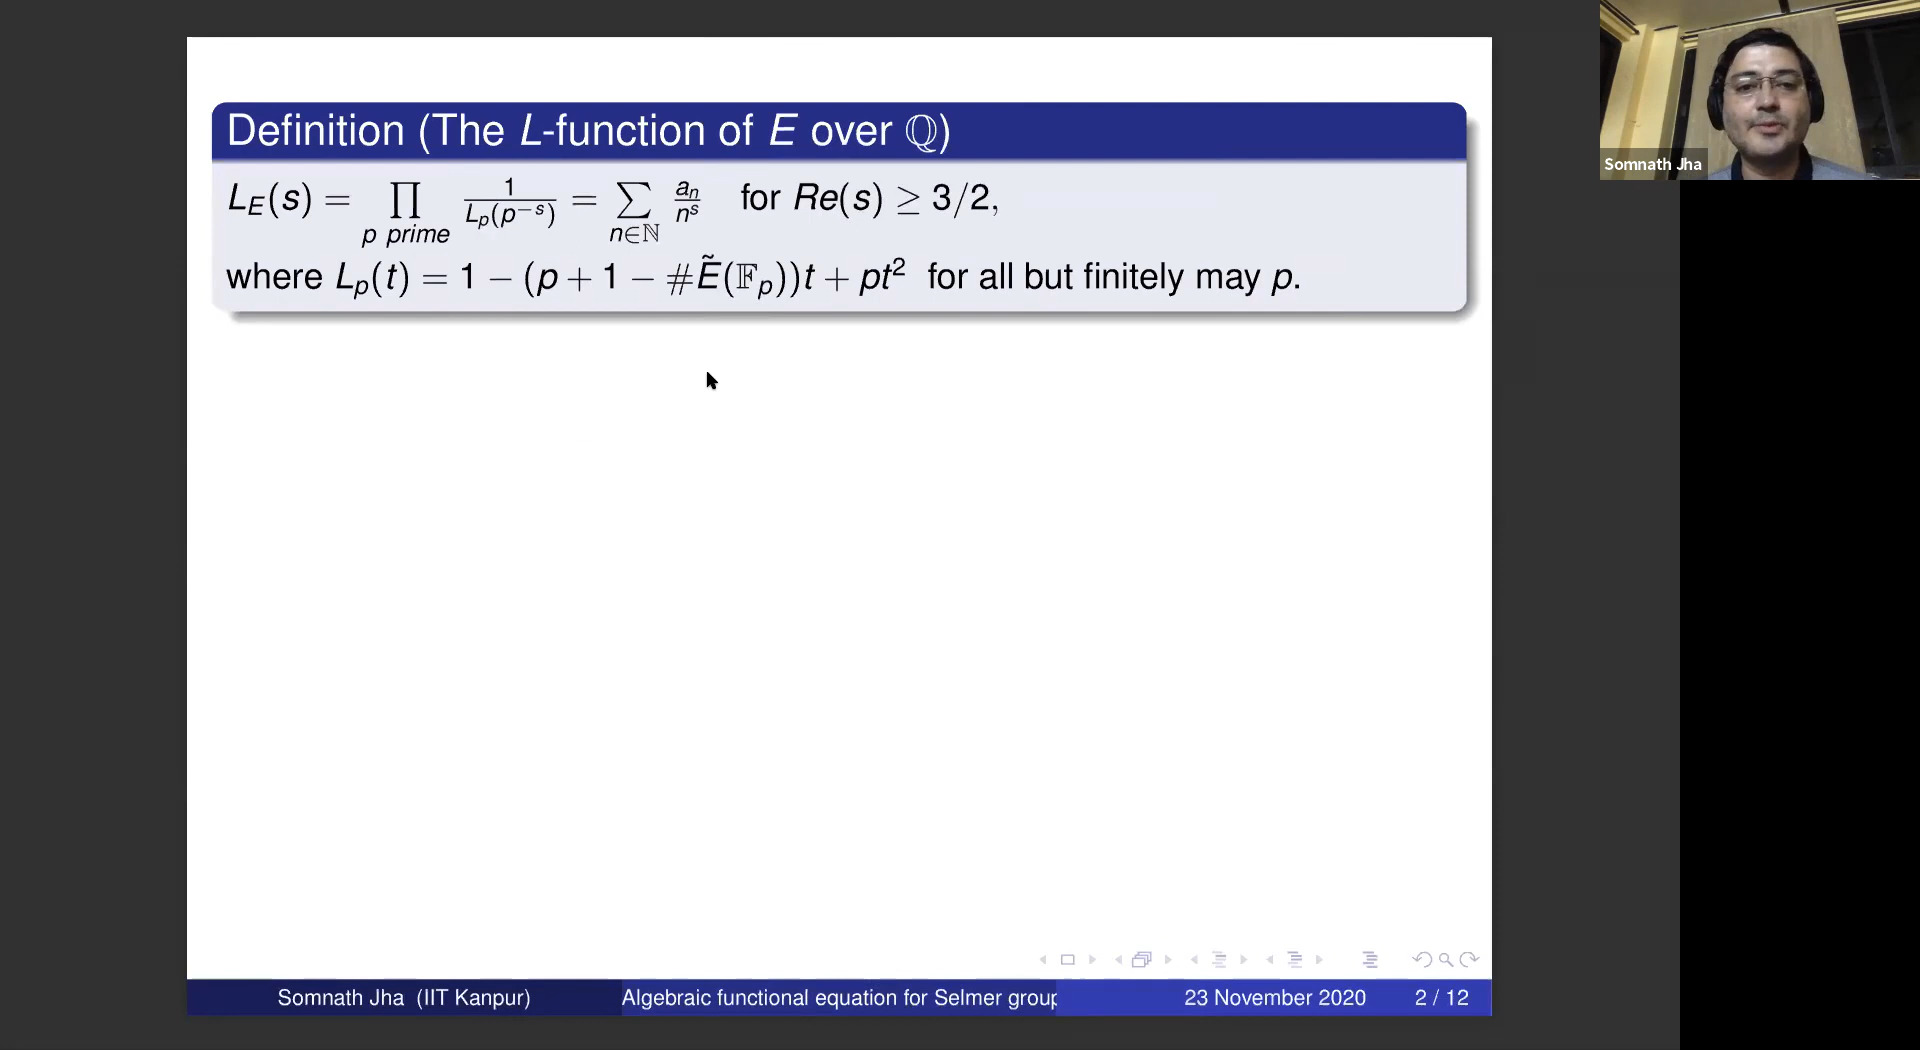 Definition (The L-function of E over ℚ)
L_E(s) = ∏_{p prime} 1/L_p(p^{-s}) = ∑_{n∈ℕ} a_n/n^s for Re(s) ≥ 3/2,
where L_p(t) = 1 − (p + 1 − #Ẽ(𝔽_p))t + pt² for all but finitely may p.
Somnath Jha
Somnath Jha (IIT Kanpur) Algebraic functional equation for Selmer group 23 November 2020 2 / 12